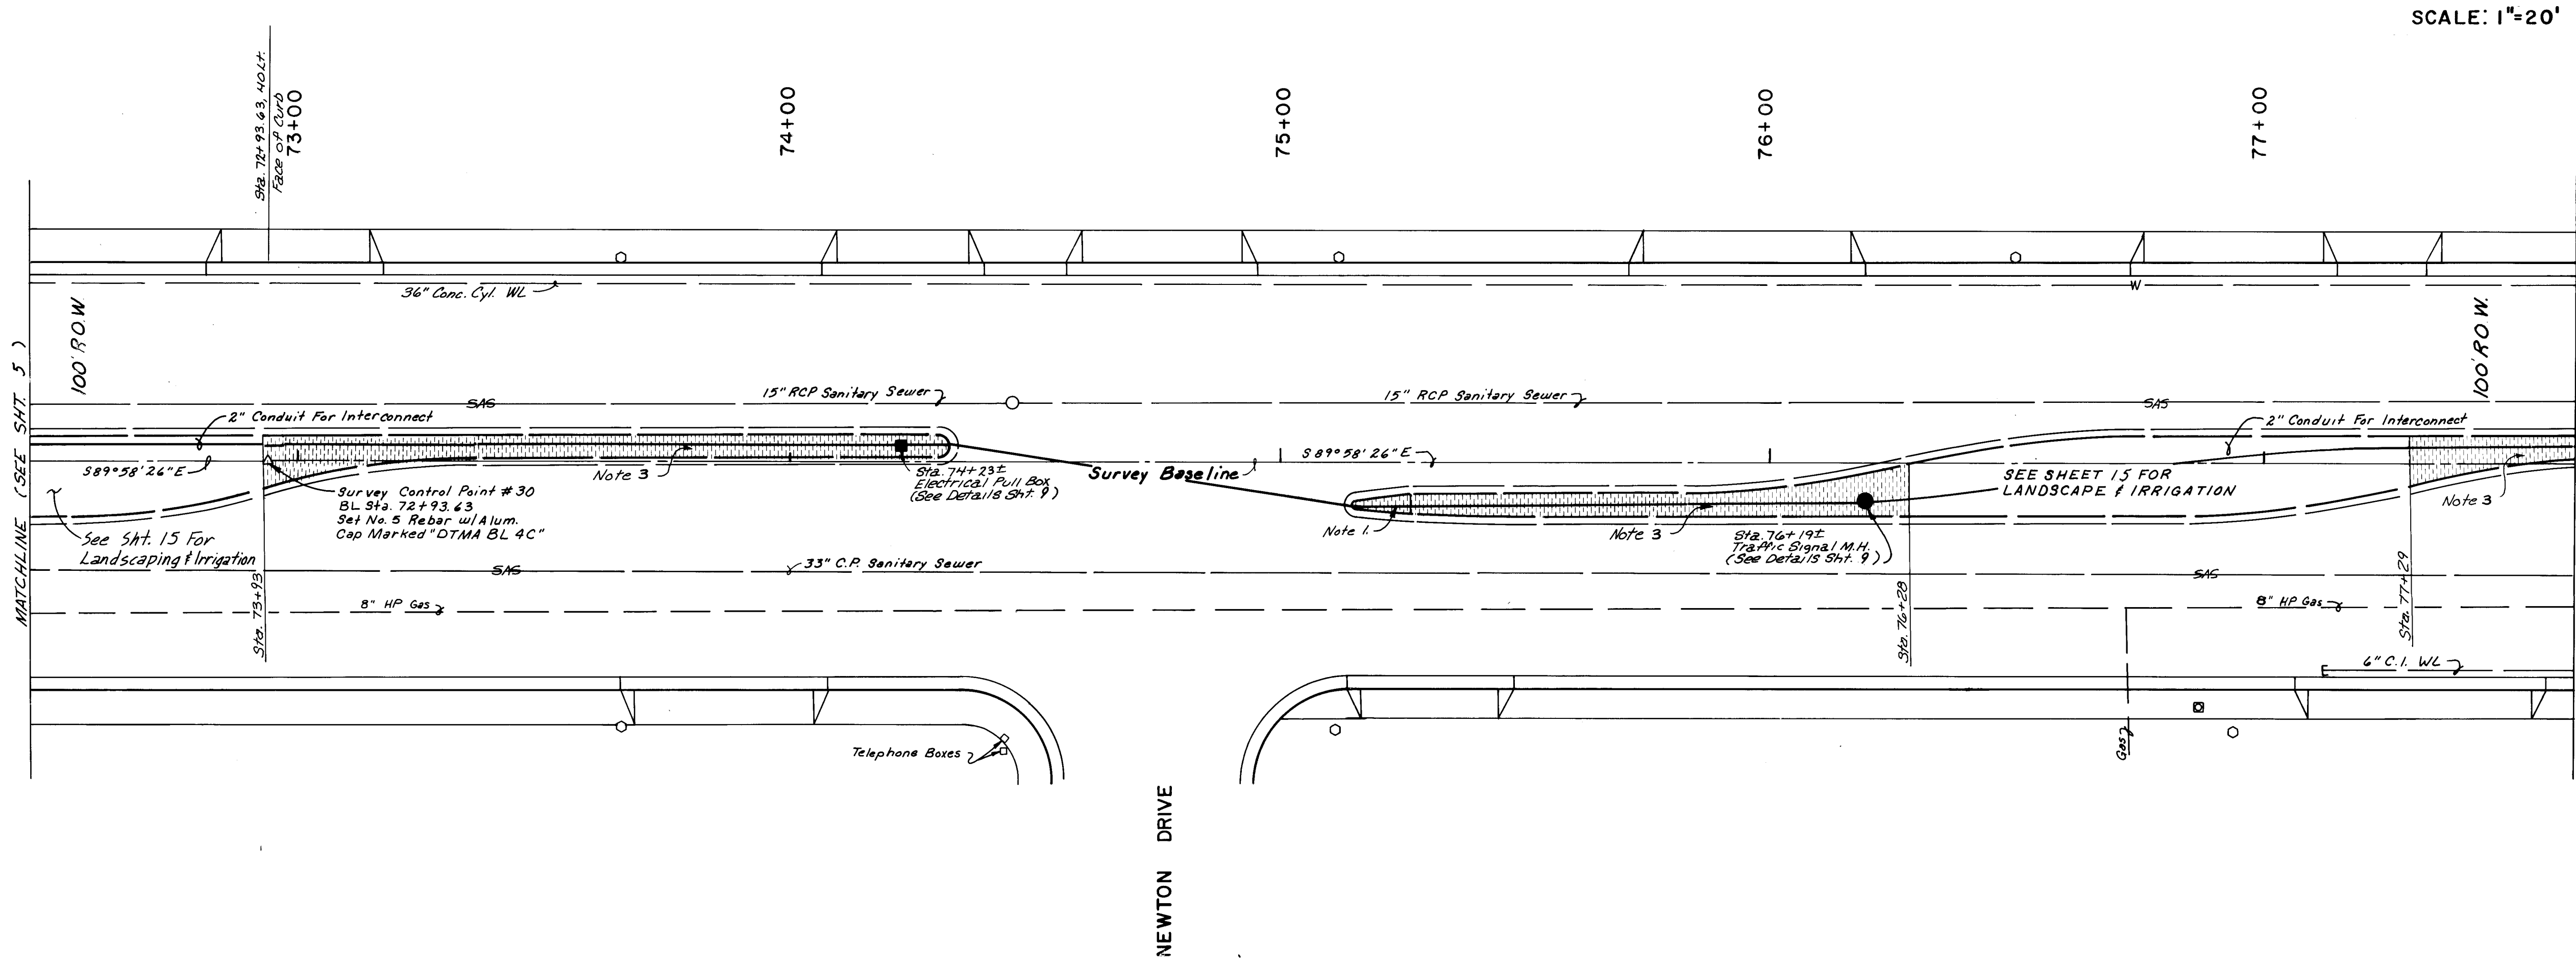 SCALE: 1"=20'
Sta. 72+93.63, 40 Lt.
Face of Curb
73+00
74+00
75+00
76+00
77+00
MATCHLINE (SEE SHT. 5)
100' R.O.W.
36" Conc. Cyl. WL
W
100' R.O.W.
15" RCP Sanitary Sewer
15" RCP Sanitary Sewer
SAS
SAS
2" Conduit For Interconnect
2" Conduit For Interconnect
S89°58'26"E
S89°58'26"E
Note 3
Sta. 74+23±
Electrical Pull Box
(See Details Sht. 9)
Survey Baseline
SEE SHEET 15 FOR
LANDSCAPE & IRRIGATION
Note 3
Survey Control Point #30
BL Sta. 72+93.63
Set No. 5 Rebar w/Alum.
Cap Marked "DTMA BL 4C"
See Sht. 15 For
Landscaping & Irrigation
Note 1.
Note 3
Sta. 76+19±
Traffic Signal M.H.
(See Details Sht. 9)
SAS
33" C.P. Sanitary Sewer
SAS
8" HP Gas
8" HP Gas
Sta. 73+93
Sta. 76+28
Sta. 77+29
6" C.I. WL
Telephone Boxes
Gas
NEWTON DRIVE